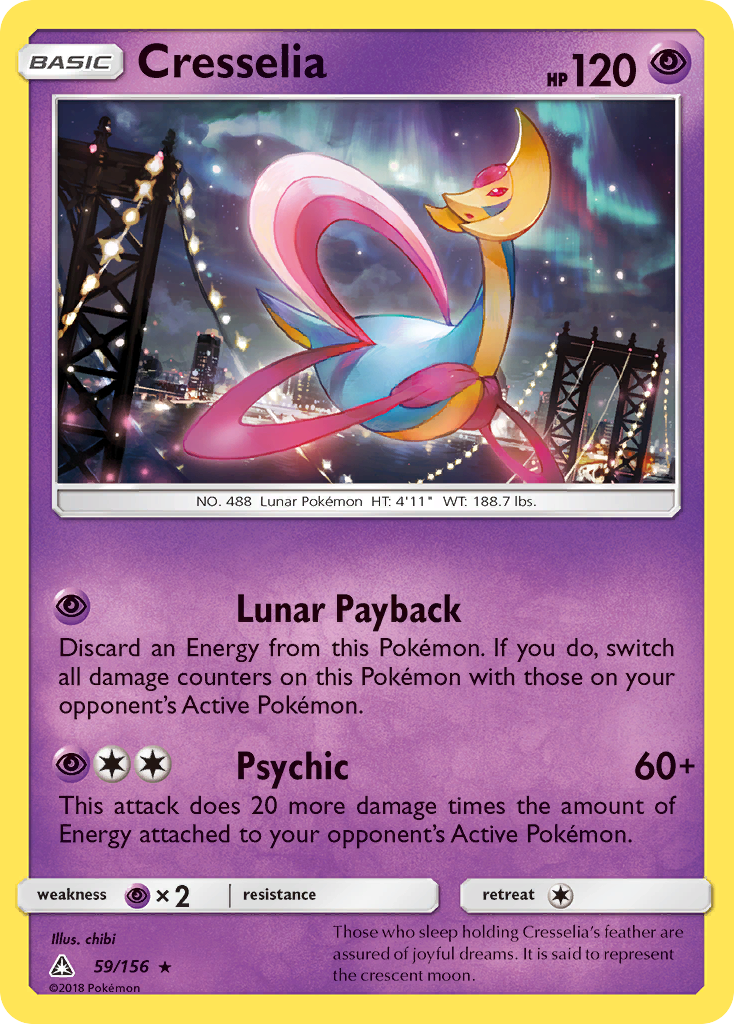 BASIC Cresselia HP 120
NO. 488 Lunar Pokémon HT: 4'11" WT: 188.7 lbs.
Lunar Payback
Discard an Energy from this Pokémon. If you do, switch
all damage counters on this Pokémon with those on your
opponent's Active Pokémon.
Psychic 60+
This attack does 20 more damage times the amount of
Energy attached to your opponent's Active Pokémon.
weakness ×2 resistance retreat
Illus. chibi
59/156 ★
©2018 Pokémon
Those who sleep holding Cresselia's feather are
assured of joyful dreams. It is said to represent
the crescent moon.